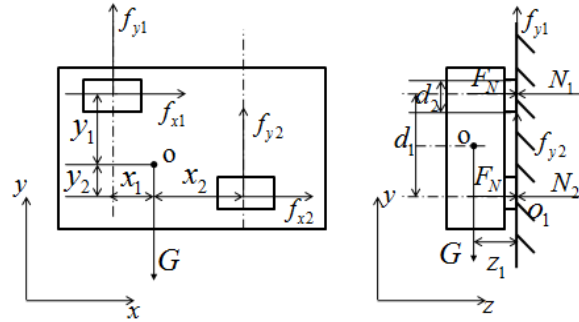 f_{y1}
f_{x1}
y_1
o
f_{y2}
y_2
x_1
x_2
f_{x2}
G
y
x
f_{y1}
F_N
N_1
d_2
d_1
o
f_{y2}
F_N
N_2
O_1
G
z_1
y
z